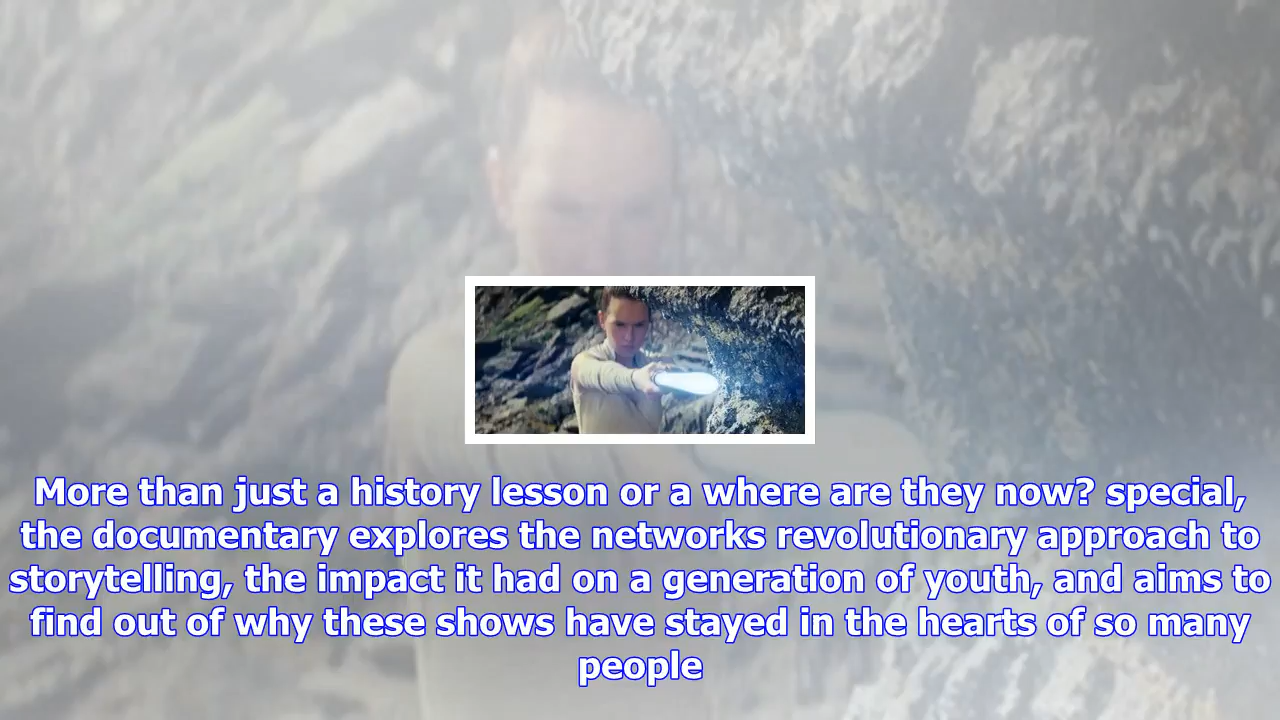 More than just a history lesson or a where are they now? special,
the documentary explores the networks revolutionary approach to
storytelling, the impact it had on a generation of youth, and aims to
find out of why these shows have stayed in the hearts of so many
people